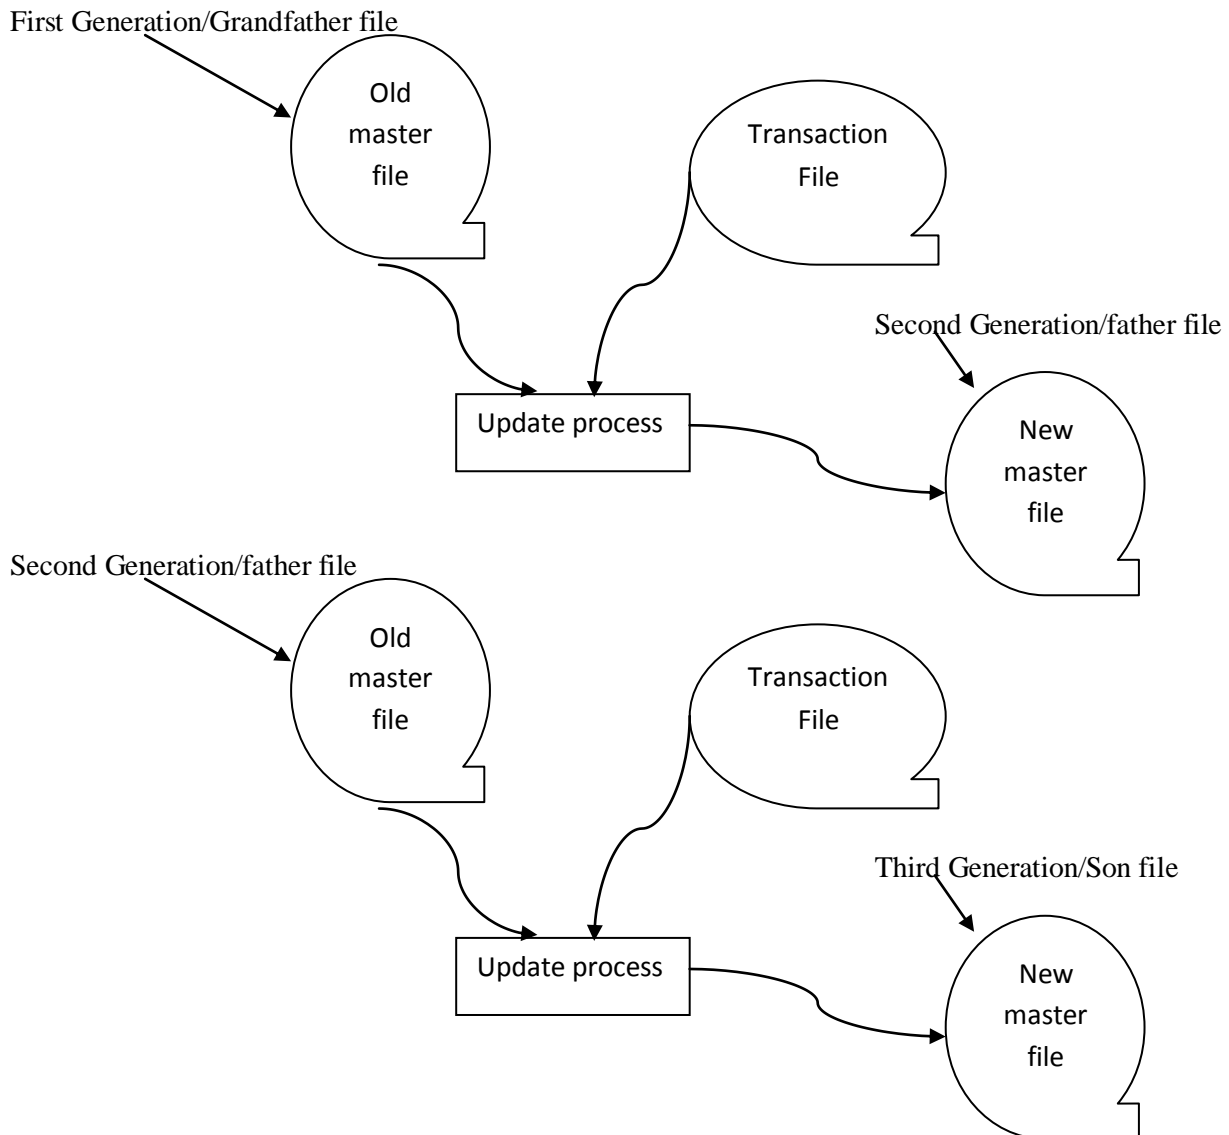 First Generation/Grandfather file
Old
master
file
Transaction
File
Second Generation/father file
Update process
New
master
file
Second Generation/father file
Old
master
file
Transaction
File
Third Generation/Son file
Update process
New
master
file